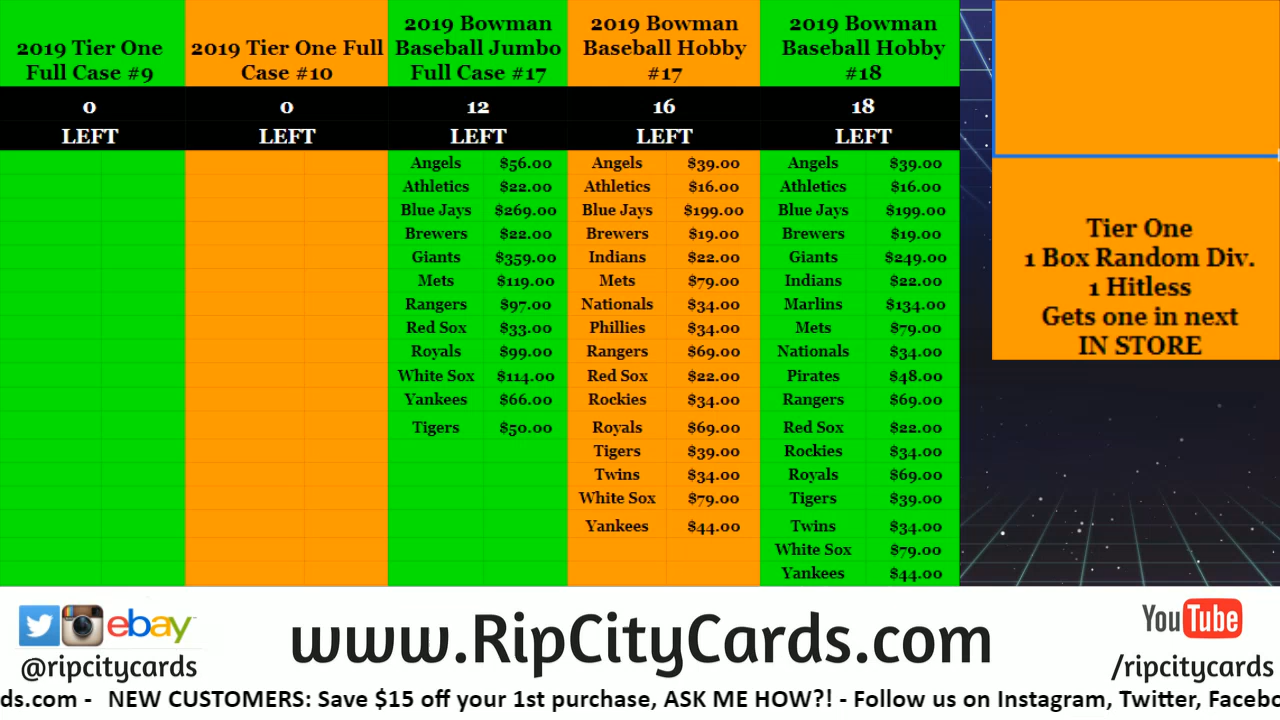 2019 Tier One
Full Case #9
0
LEFT
2019 Tier One Full
Case #10
0
LEFT
2019 Bowman
Baseball Jumbo
Full Case #17
12
LEFT
Angels $56.00
Athletics $22.00
Blue Jays $269.00
Brewers $22.00
Giants $359.00
Mets $119.00
Rangers $97.00
Red Sox $33.00
Royals $99.00
White Sox $114.00
Yankees $66.00
Tigers $50.00
2019 Bowman
Baseball Hobby
#17
16
LEFT
Angels $39.00
Athletics $16.00
Blue Jays $199.00
Brewers $19.00
Indians $22.00
Mets $79.00
Nationals $34.00
Phillies $34.00
Rangers $69.00
Red Sox $22.00
Rockies $34.00
Royals $69.00
Tigers $39.00
Twins $34.00
White Sox $79.00
Yankees $44.00
2019 Bowman
Baseball Hobby
#18
18
LEFT
Angels $39.00
Athletics $16.00
Blue Jays $199.00
Brewers $19.00
Giants $249.00
Indians $22.00
Marlins $134.00
Mets $79.00
Nationals $34.00
Pirates $48.00
Rangers $69.00
Red Sox $22.00
Rockies $34.00
Royals $69.00
Tigers $39.00
Twins $34.00
White Sox $79.00
Yankees $44.00
Tier One
1 Box Random Div.
1 Hitless
Gets one in next
IN STORE
ebay
@ripcitycards
www.RipCityCards.com
YouTube
/ripcitycards
ds.com - NEW CUSTOMERS: Save $15 off your 1st purchase, ASK ME HOW?! - Follow us on Instagram, Twitter, Facebo